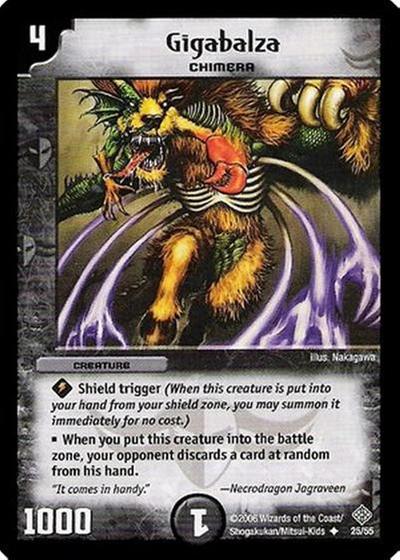 4
Gigabalza
CHIMERA
illus. Nakagawa
CREATURE
Shield trigger (When this creature is put into
your hand from your shield zone, you may summon it
immediately for no cost.)
▪ When you put this creature into the battle
zone, your opponent discards a card at random
from his hand.
"It comes in handy." —Necrodragon Jagraveen
1000
1
©2006 Wizards of the Coast/
Shogakukan/Mitsui-Kids ♦ 25/55